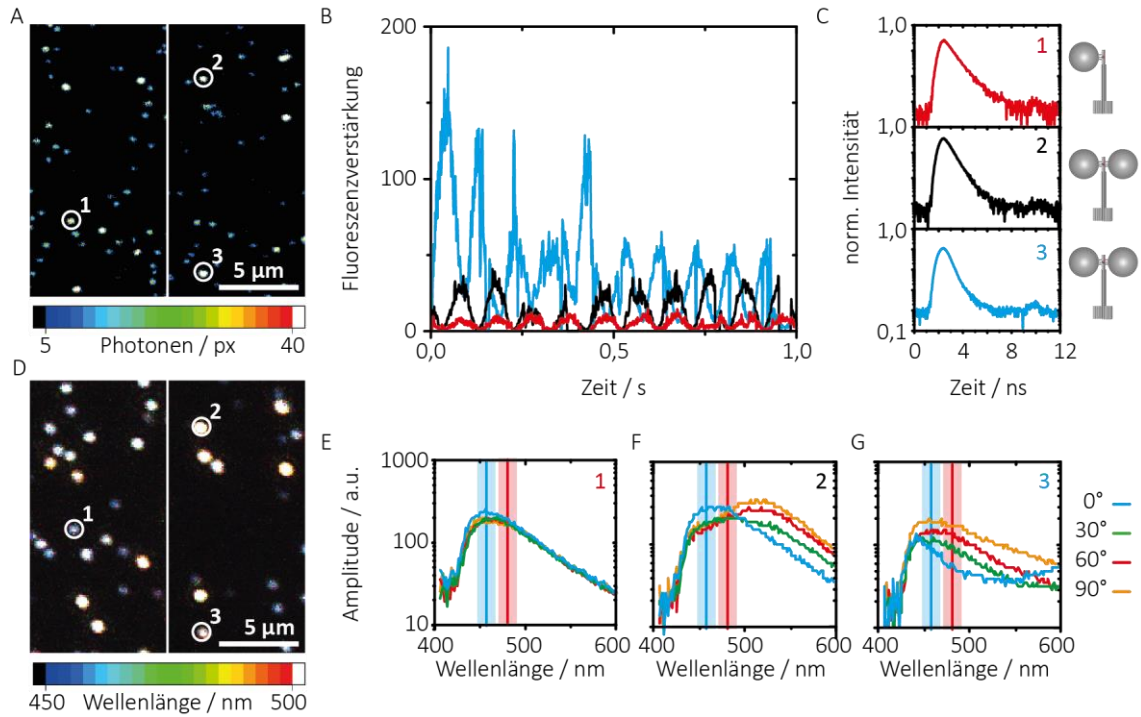 A
1
2
3
5 µm
5
40
Photonen / px
B
Fluoreszenzverstärkung
200
100
0
0,0
0,5
1,0
Zeit / s
C
norm. Intensität
1,0
1
1,0
2
1,0
3
0,1
0
4
8
12
Zeit / ns
D
1
2
3
5 µm
450
Wellenlänge / nm
500
E
Amplitude / a.u.
1000
100
10
1
400
500
600
Wellenlänge / nm
F
2
400
500
600
Wellenlänge / nm
G
3
400
500
600
Wellenlänge / nm
0°
30°
60°
90°